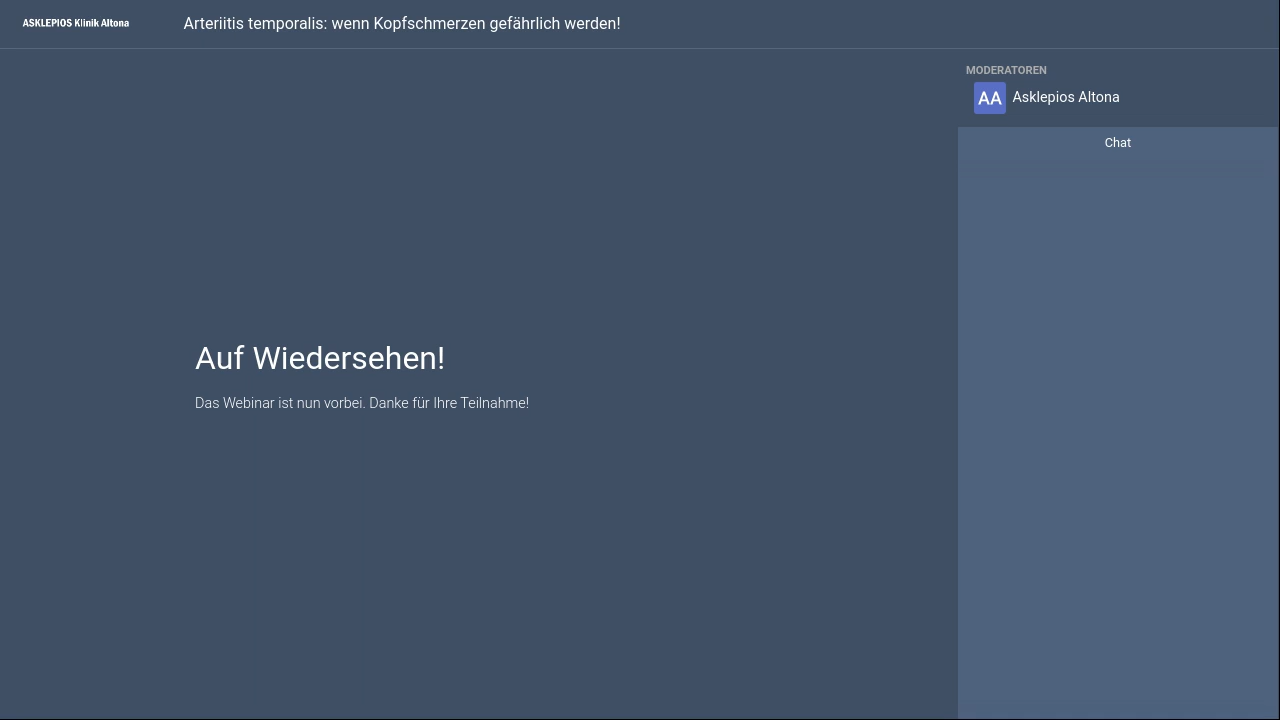 ASKLEPIOS Klinik Altona
Arteriitis temporalis: wenn Kopfschmerzen gefährlich werden!
MODERATOREN
AA Asklepios Altona
Chat
Auf Wiedersehen!
Das Webinar ist nun vorbei. Danke für Ihre Teilnahme!